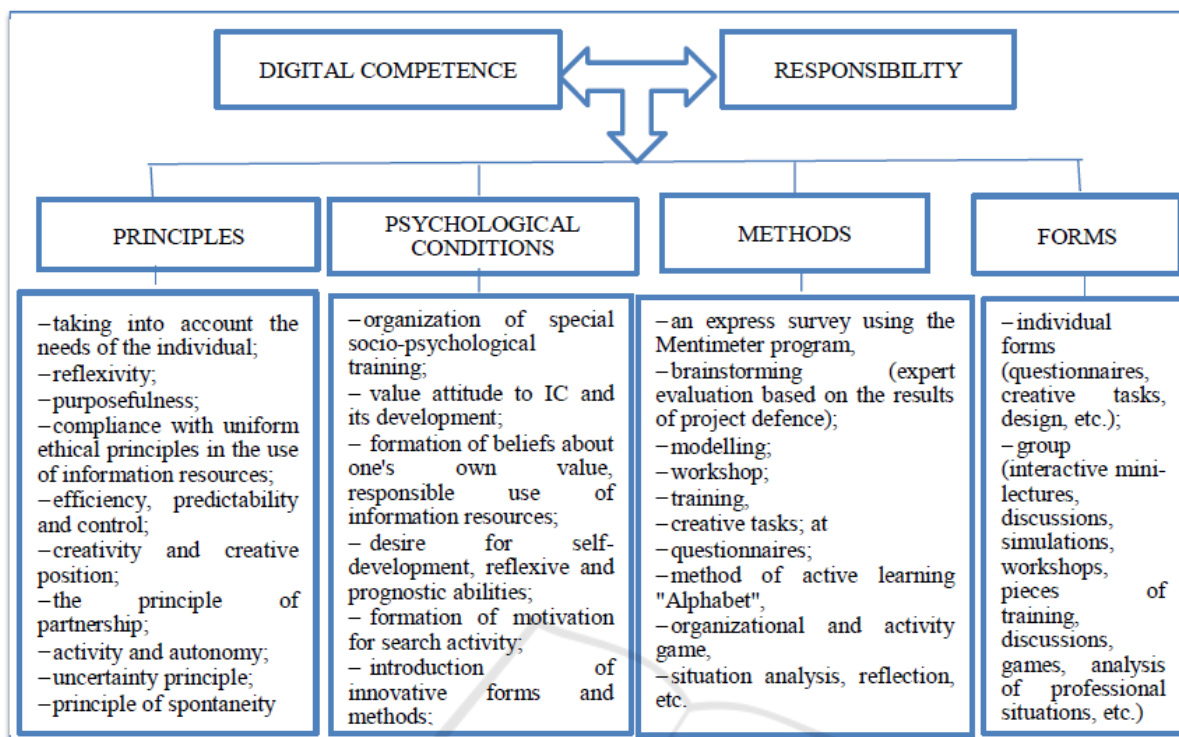 DIGITAL COMPETENCE
RESPONSIBILITY
PRINCIPLES
PSYCHOLOGICAL
CONDITIONS
METHODS
FORMS
–taking into account the
needs of the individual;
–reflexivity;
–purposefulness;
–compliance with uniform
ethical principles in the use
of information resources;
–efficiency, predictability
and control;
–creativity and creative
position;
–the principle of
partnership;
–activity and autonomy;
–uncertainty principle;
–principle of spontaneity
–organization of special
socio-psychological
training;
– value attitude to IC and
its development;
– formation of beliefs about
one's own value,
responsible use of
information resources;
– desire for self-
development, reflexive and
prognostic abilities;
– formation of motivation
for search activity;
– introduction of
innovative forms and
methods;
–an express survey using the
Mentimeter program,
–brainstorming (expert
evaluation based on the
results of project defence);
–modelling;
–workshop;
–training,
–creative tasks; at
–questionnaires;
–method of active learning
"Alphabet",
–organizational and activity
game,
–situation analysis, reflection,
etc.
– individual
forms
(questionnaires,
creative tasks,
design, etc.);
– group
(interactive mini-
lectures,
discussions,
simulations,
workshops,
pieces of
training,
discussions,
games, analysis
of professional
situations, etc.)